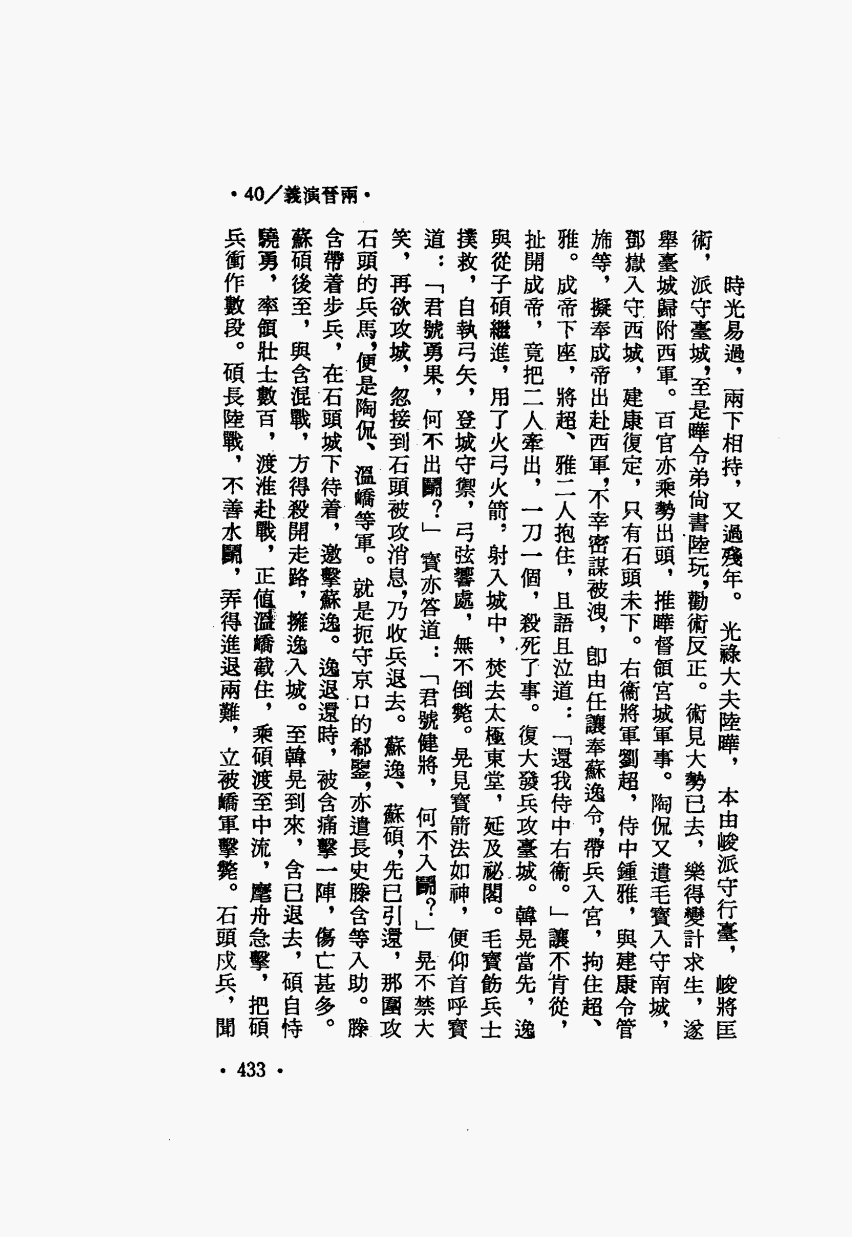 •40／義演晉兩•
時光易過，兩下相持，又過殘年。光祿大夫陸曄，本由峻派守行臺，峻將匡
術，派守臺城，至是曄令弟尙書陸玩，勸術反正。術見大勢已去，樂得變計求生，遂
舉臺城歸附西軍。百官亦乘勢出頭，推曄督領宮城軍事。陶侃又遣毛寶入守南城，
鄧嶽入守西城，建康復定，只有石頭未下。右衞將軍劉超，侍中鍾雅，與建康令管
旆等，擬奉成帝出赴西軍，不幸密謀被洩，卽由任讓奉蘇逸令，帶兵入宮，拘住超、
雅。成帝下座，將超、雅二人抱住，且語且泣道：「還我侍中右衞。」讓不肯從，
扯開成帝，竟把二人牽出，一刀一個，殺死了事。復大發兵攻臺城。韓晃當先，逸
與從子碩繼進，用了火弓火箭，射入城中，焚去太極東堂，延及祕閣。毛寶飭兵士
撲救，自執弓矢，登城守禦，弓弦響處，無不倒斃。晃見寶箭法如神，便仰首呼寶
道：「君號勇果，何不出鬭？」寶亦答道：「君號健將，何不入鬭？」晃不禁大
笑，再欲攻城，忽接到石頭被攻消息，乃收兵退去。蘇逸、蘇碩，先已引還，那圍攻
石頭的兵馬，便是陶侃、溫嶠等軍。就是扼守京口的郗鑒，亦遣長史滕含等入助。滕
含帶着步兵，在石頭城下待着，邀擊蘇逸。逸退還時，被含痛擊一陣，傷亡甚多。
蘇碩後至，與含混戰，方得殺開走路，擁逸入城。至韓晃到來，含已退去，碩自恃
驍勇，率領壯士數百，渡淮赴戰，正値溫嶠截住，乘碩渡至中流，麾舟急擊，把碩
兵衝作數段。碩長陸戰，不善水鬭，弄得進退兩難，立被嶠軍擊斃。石頭戍兵，聞
•433•